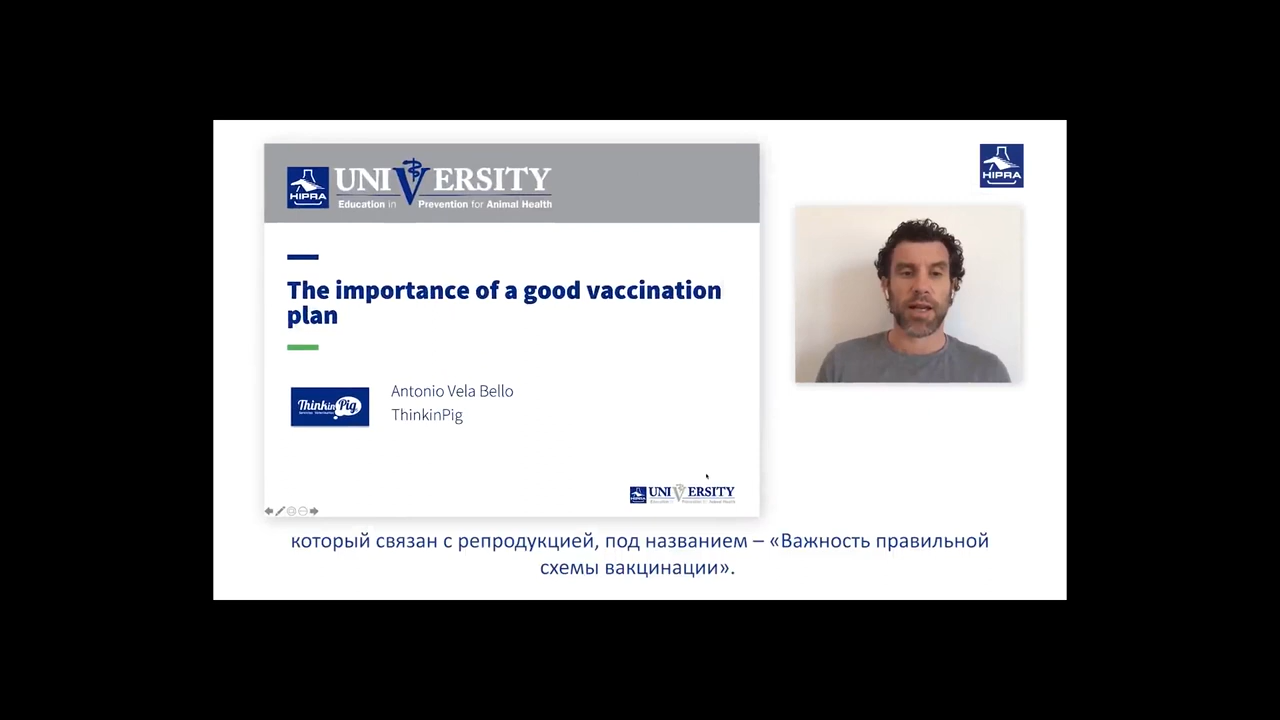 HIPRA
UNIVERSITY
Education in Prevention for Animal Health
HIPRA
The importance of a good vaccination
plan
ThinkinPig
Antonio Vela Bello
ThinkinPig
HIPRA
UNIVERSITY
который связан с репродукцией, под названием – «Важность правильной
схемы вакцинации».